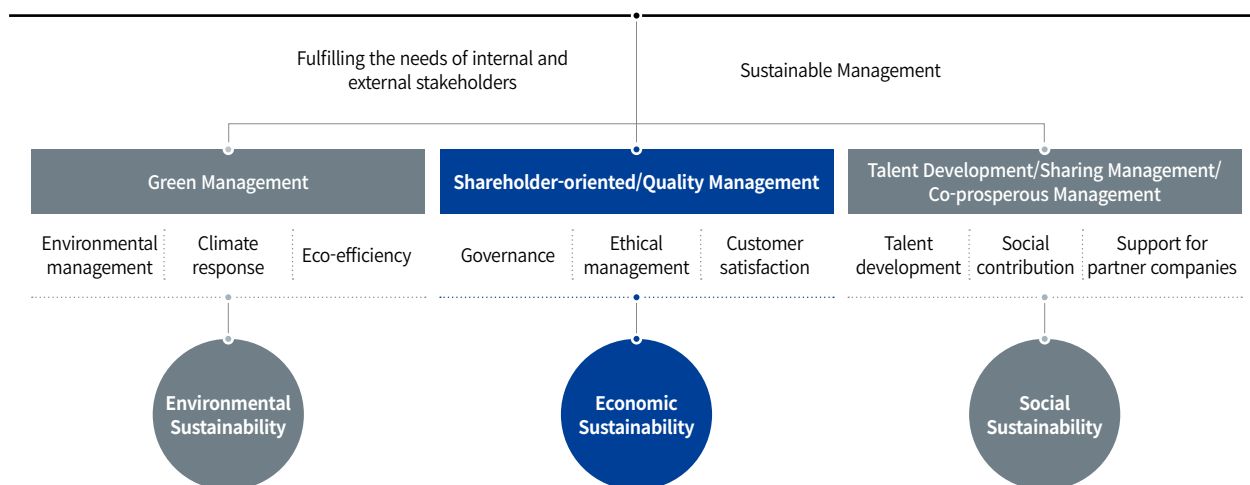 Fulfilling the needs of internal and
external stakeholders
Sustainable Management
Green Management
Shareholder-oriented/Quality Management
Talent Development/Sharing Management/
Co-prosperous Management
Environmental
management
Climate
response
Eco-efficiency
Governance
Ethical
management
Customer
satisfaction
Talent
development
Social
contribution
Support for
partner companies
Environmental
Sustainability
Economic
Sustainability
Social
Sustainability